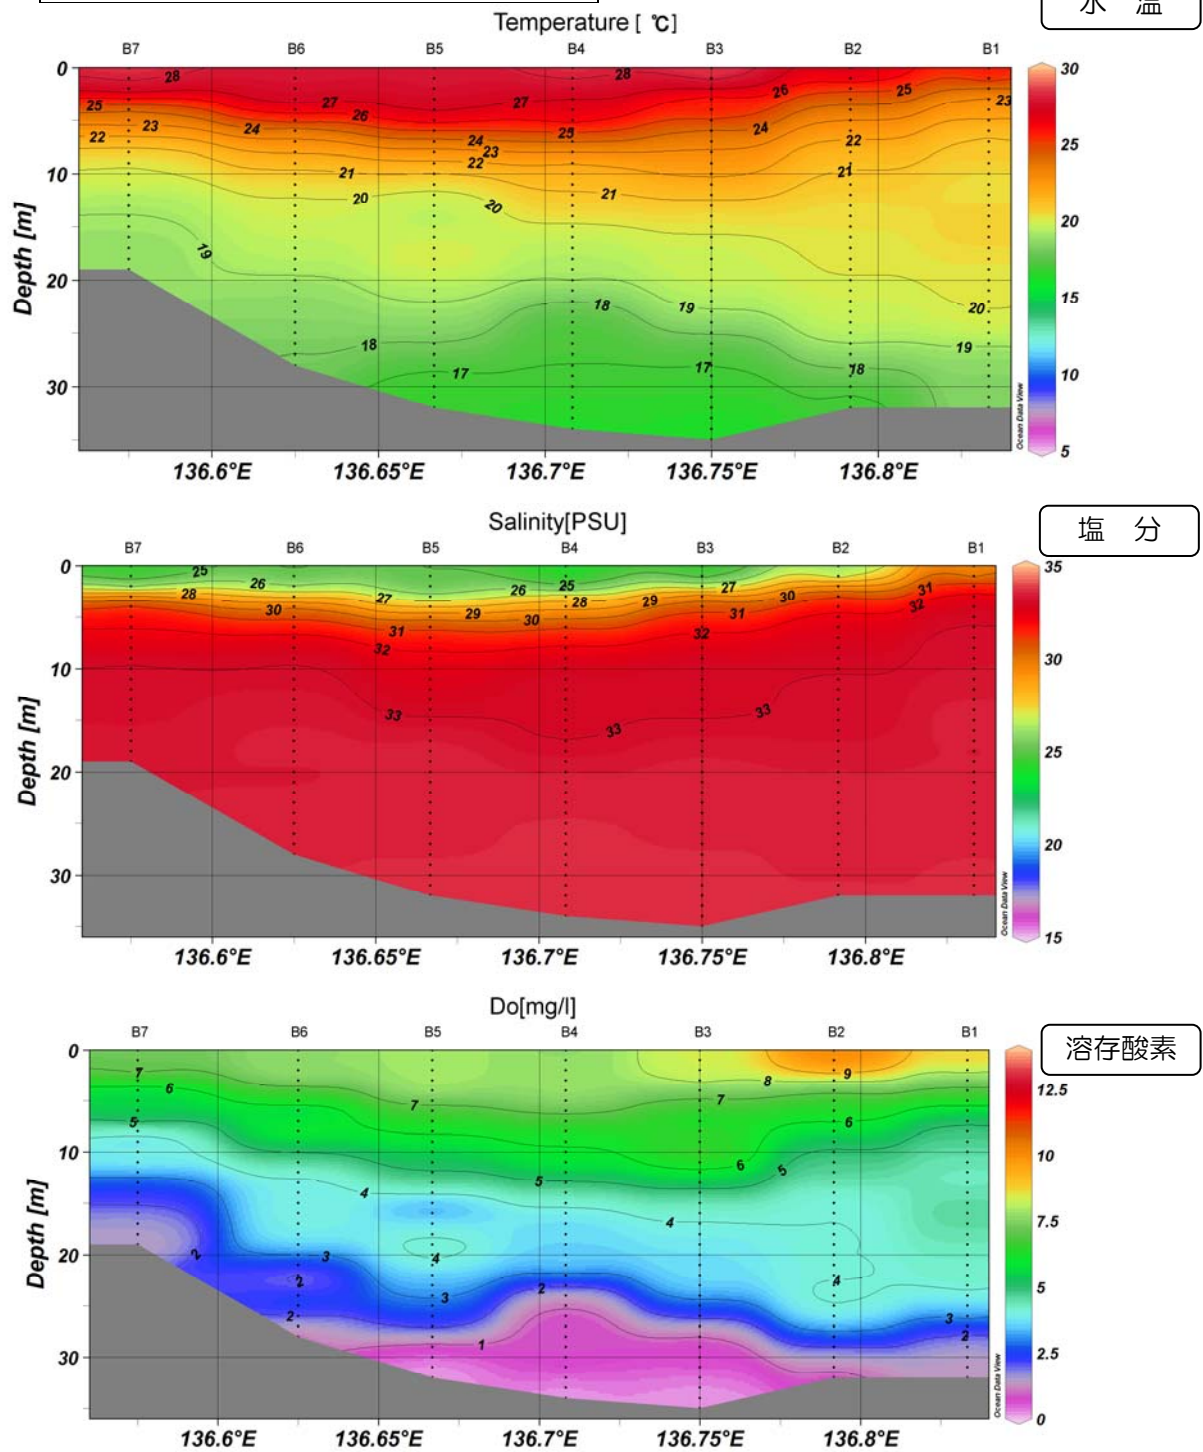 水 温
Temperature [ ℃]
B7 B6 B5 B4 B3 B2 B1
0
10
20
30
Depth [m]
28 28
25 27 26 27 26 25 23
23 24 24 25 24
22 23 22 22
21 21 21
20 20
19 18 19 20
18 19
17 17 18
30
25
20
15
10
5
Ocean Data View
136.6°E 136.65°E 136.7°E 136.75°E 136.8°E
塩 分
Salinity[PSU]
B7 B6 B5 B4 B3 B2 B1
0
10
20
30
Depth [m]
25 26 26 25 27 31
28 27 28 29 30 32
30 29 30 31
31 32
32
33 33 33
35
30
25
20
15
Ocean Data View
136.6°E 136.65°E 136.7°E 136.75°E 136.8°E
溶存酸素
Do[mg/l]
B7 B6 B5 B4 B3 B2 B1
0
10
20
30
Depth [m]
7 8 9
6 7 7
5 6
5 6 5
4 4
2 3 4
2 3 2 4
2 1 3
2
12.5
10
7.5
5
2.5
0
Ocean Data View
136.6°E 136.65°E 136.7°E 136.75°E 136.8°E